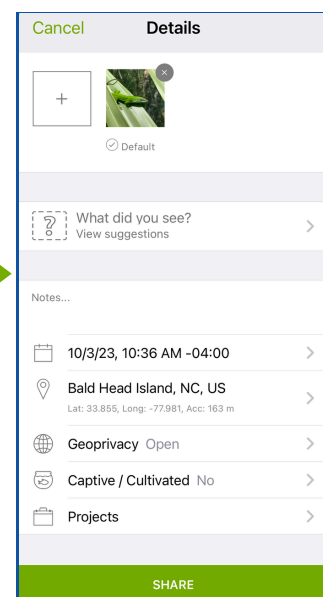 Cancel Details
+
Default
What did you see?
View suggestions
Notes...
10/3/23, 10:36 AM -04:00
Bald Head Island, NC, US
Lat: 33.855, Long: -77.981, Acc: 163 m
Geoprivacy Open
Captive / Cultivated No
Projects
SHARE